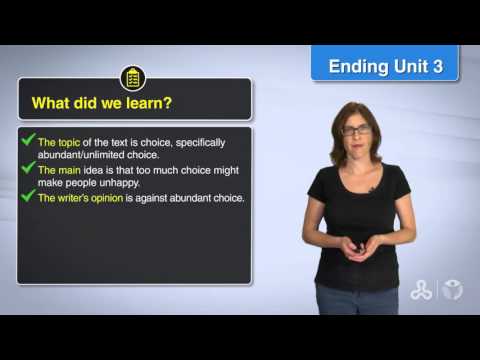 Ending Unit 3
What did we learn?
The topic of the text is choice, specifically
abundant/unlimited choice.
The main idea is that too much choice might
make people unhappy.
The writer's opinion is against abundant choice.